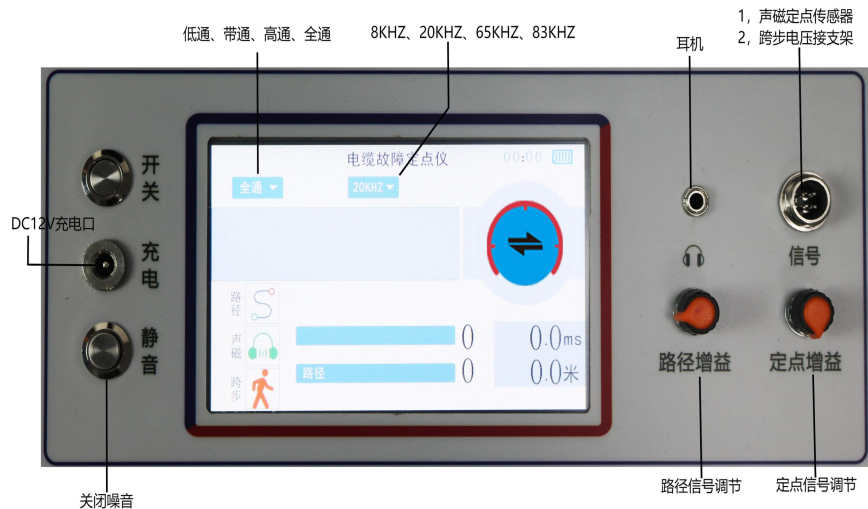 1，声磁定点传感器
2，跨步电压接支架
低通、带通、高通、全通
8KHZ、20KHZ、65KHZ、83KHZ
耳机
电缆故障定点仪
00:00
全通
20KHZ
开关
DC12V充电口
充电
信号
静音
路径
声磁
0
0.0ms
路径
0
0.0米
跨步
路径增益
定点增益
关闭噪音
路径信号调节
定点信号调节